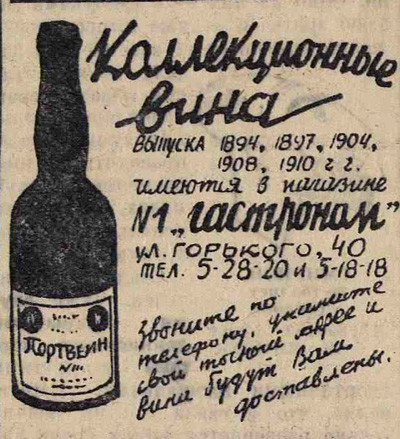 Коллекционные
вина
ВЫПУСКА 1894, 1897, 1904,
1908, 1910 г г.
имеются в магазине
№1 „Гастроном"
УЛ. ГОРЬКОГО, 40
ТЕЛ. 5-28-20 и 5-18-18
Звоните по
телефону, укажите
свой точный адрес и
вина будут Вам
доставлены.
ПОРТВЕЙН